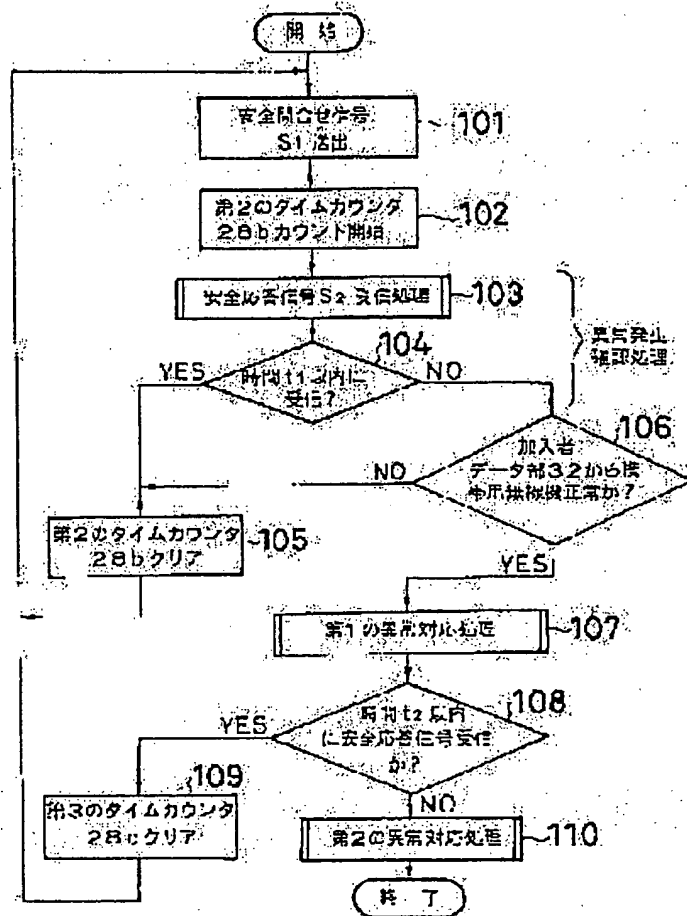 開始
安全問合せ信号
S1 送出
101
第2のタイムカウンタ
28bカウント開始
102
安全応答信号S₂ 受信処理
103
異常発生
確認処理
104
YES
時間t1以内に
受信?
NO
106
加入者
データ部32から
正常か?
NO
第2のタイムカウンタ
28bクリア
105
YES
第1の異常対応処理
107
108
時間t₂以内
に安全応答信号受信
か?
YES
109
第3のタイムカウンタ
28cクリア
NO
第2の異常対応処理
110
終了